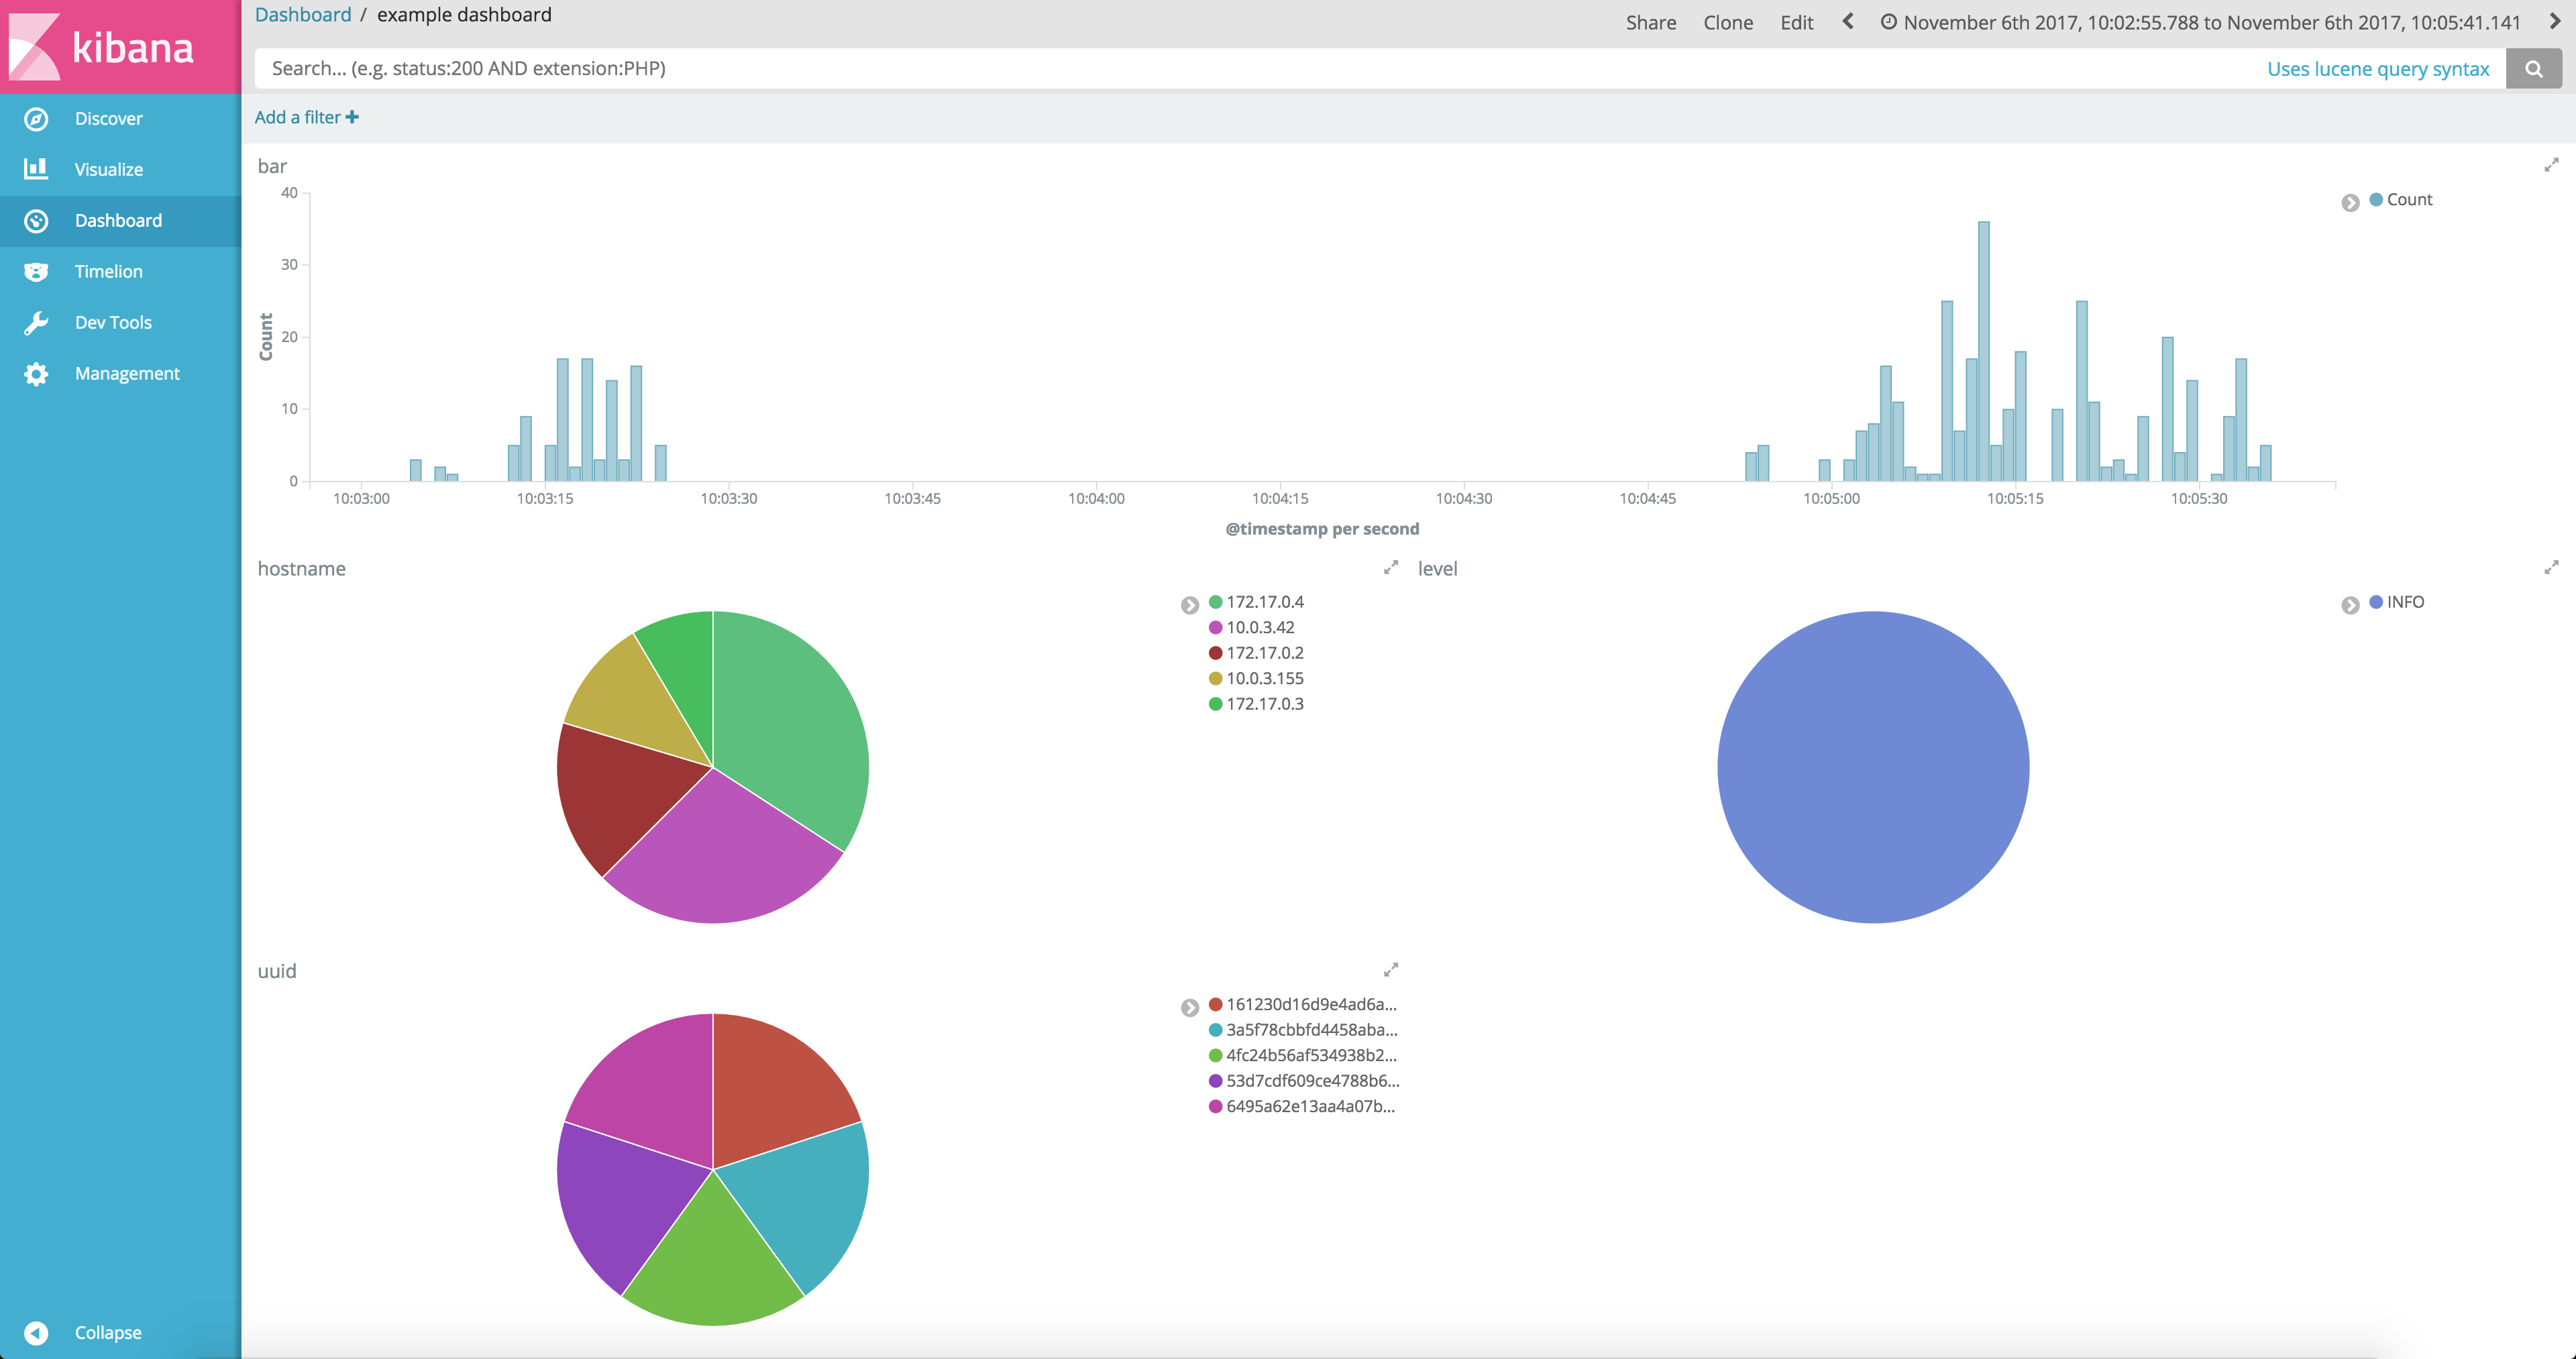 kibana
Discover
Visualize
Dashboard
Timelion
Dev Tools
Management
Collapse
Dashboard / example dashboard
Share Clone Edit November 6th 2017, 10:02:55.788 to November 6th 2017, 10:05:41.141
Search... (e.g. status:200 AND extension:PHP) Uses lucene query syntax
Add a filter
bar
Count
40
30
20
10
0
Count
10:03:00 10:03:15 10:03:30 10:03:45 10:04:00 10:04:15 10:04:30 10:04:45 10:05:00 10:05:15 10:05:30
@timestamp per second
hostname
172.17.0.4
10.0.3.42
172.17.0.2
10.0.3.155
172.17.0.3
level
INFO
uuid
161230d16d9e4ad6a...
3a5f78cbbfd4458aba...
4fc24b56af534938b2...
53d7cdf609ce4788b6...
6495a62e13aa4a07b...